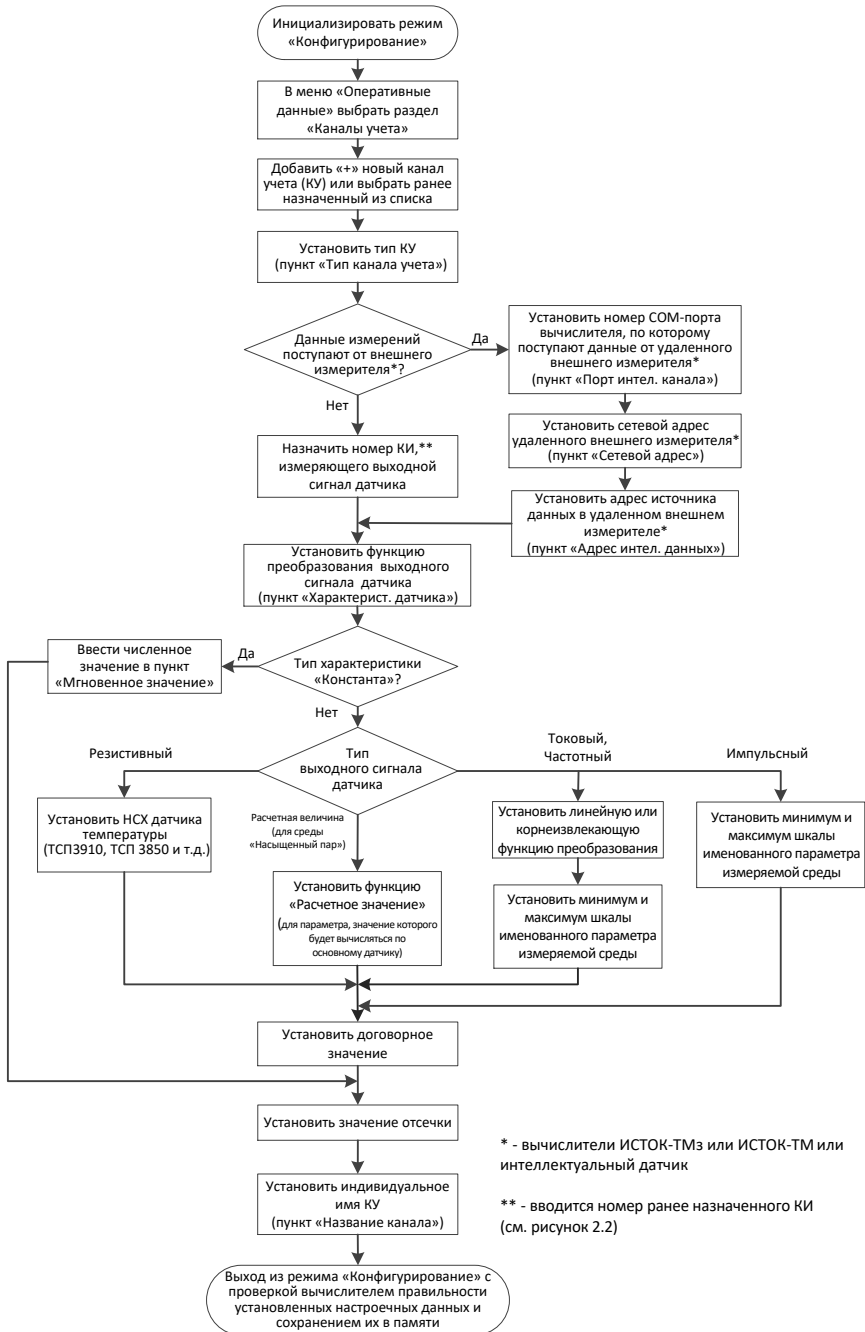 Инициализировать режим
«Конфигурирование»
В меню «Оперативные
данные» выбрать раздел
«Каналы учета»
Добавить «+» новый канал
учета (КУ) или выбрать ранее
назначенный из списка
Установить тип КУ
(пункт «Тип канала учета»)
Данные измерений
поступают от внешнего
измерителя*?
Да
Установить номер COM-порта
вычислителя, по которому
поступают данные от удаленного
внешнего измерителя*
(пункт «Порт интел. канала»)
Нет
Установить сетевой адрес
удаленного внешнего измерителя*
(пункт «Сетевой адрес»)
Назначить номер КИ,**
измеряющего выходной
сигнал датчика
Установить адрес источника
данных в удаленном внешнем
измерителе*
(пункт «Адрес интел. данных»)
Установить функцию
преобразования выходного
сигнала датчика
(пункт «Характерист. датчика»)
Ввести численное
значение в пункт
«Мгновенное значение»
Да
Тип характеристики
«Константа»?
Нет
Резистивный
Тип
выходного сигнала
датчика
Токовый,
Частотный
Импульсный
Установить НСХ датчика
температуры
(ТСП3910, ТСП 3850 и т.д.)
Расчетная величина
(для среды
«Насыщенный пар»)
Установить линейную или
корнеизвлекающую
функцию преобразования
Установить минимум и
максимум шкалы
именованного параметра
измеряемой среды
Установить функцию
«Расчетное значение»
(для параметра, значение которого
будет вычисляться по
основному датчику)
Установить минимум и
максимум шкалы
именованного параметра
измеряемой среды
Установить договорное
значение
Установить значение отсечки
* - вычислители ИСТОК-ТМ3 или ИСТОК-ТМ или
интеллектуальный датчик
Установить индивидуальное
имя КУ
(пункт «Название канала»)
** - вводится номер ранее назначенного КИ
(см. рисунок 2.2)
Выход из режима «Конфигурирование» с
проверкой вычислителем правильности
установленных настроечных данных и
сохранением их в памяти